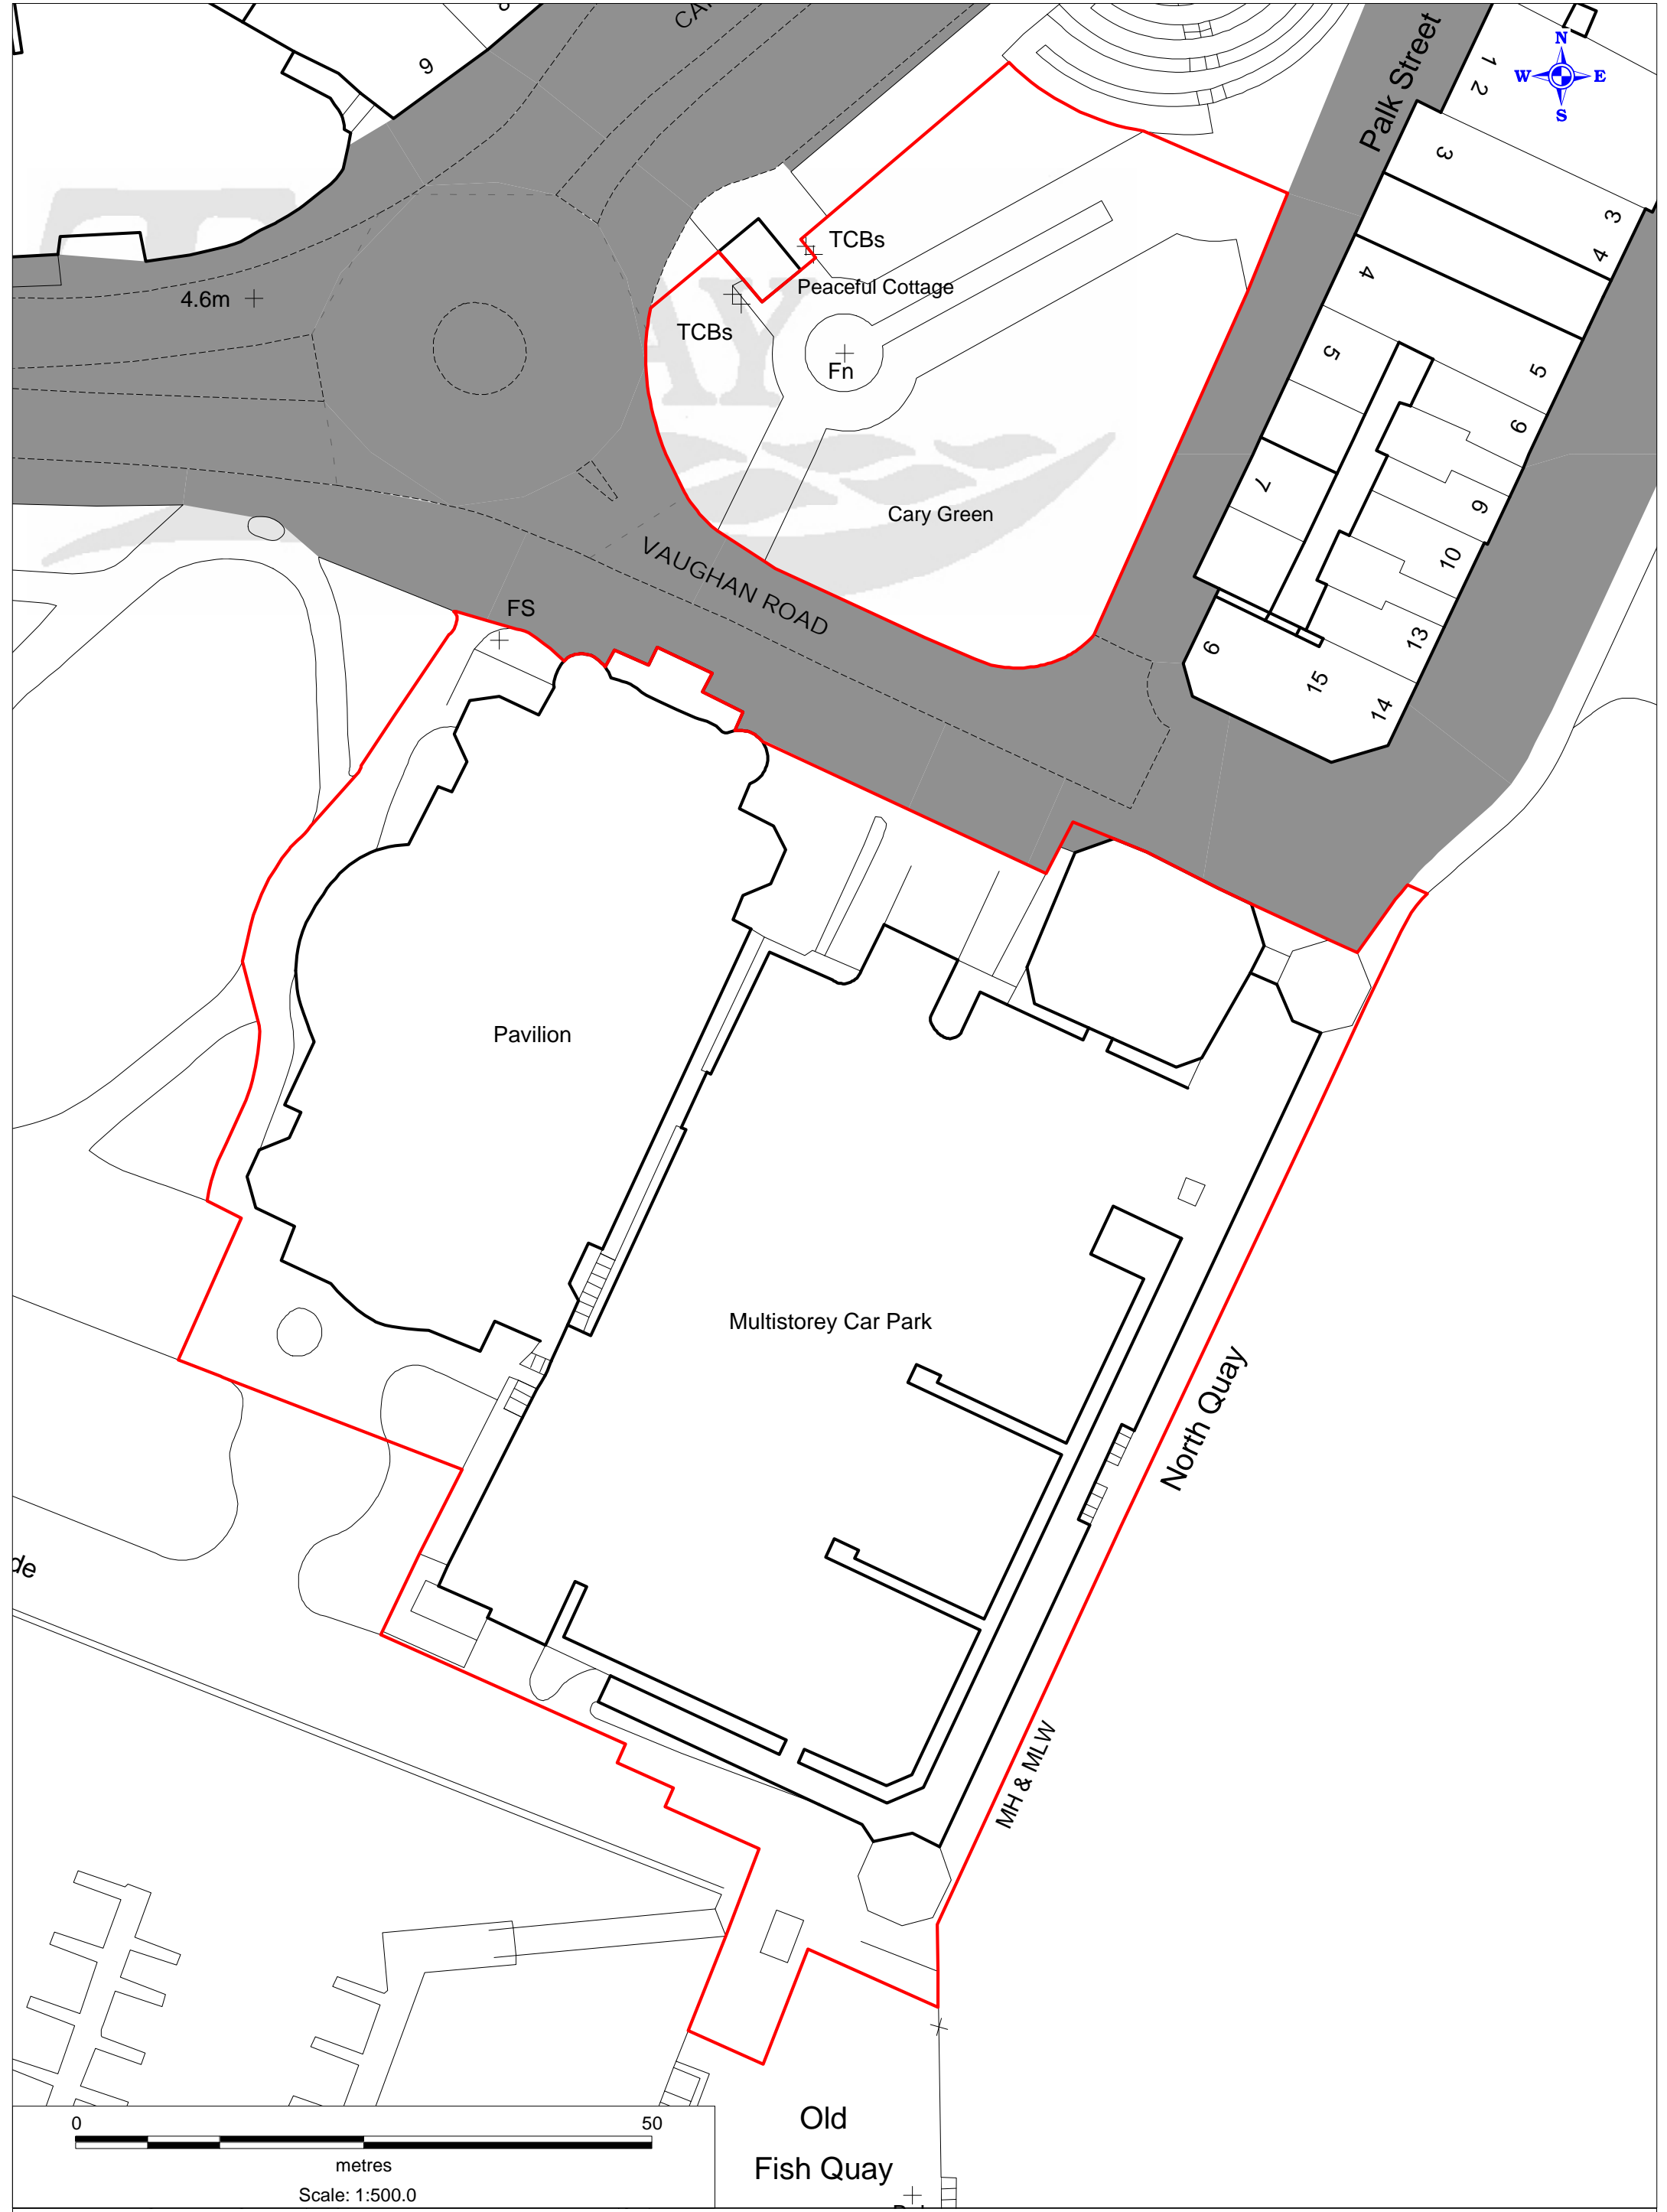 N
W E
S
Palk Street
1
2
3
3
4
4
5
5
6
7
9
10
13
9
15
14
6
4.6m
TCBs
Peaceful Cottage
TCBs
Fn
Cary Green
VAUGHAN ROAD
FS
Pavilion
Multistorey Car Park
North Quay
MH & MLW
de
Old
Fish Quay
0 50
metres
Scale: 1:500.0